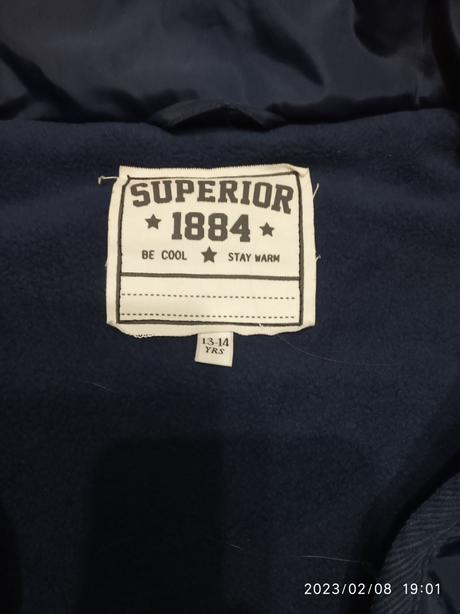 SUPERIOR
★ 1884 ★
BE COOL ★ STAY WARM
13-14
YRS
2023/02/08 19:01